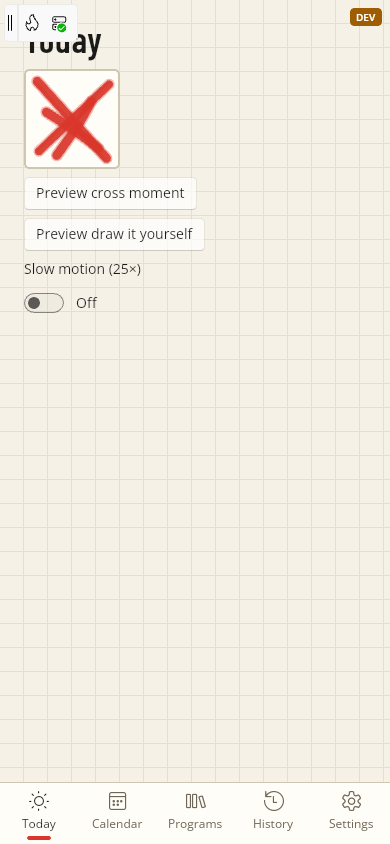 DEV
Today
Preview cross moment
Preview draw it yourself
Slow motion (25×)
Off
Today
Calendar
Programs
History
Settings